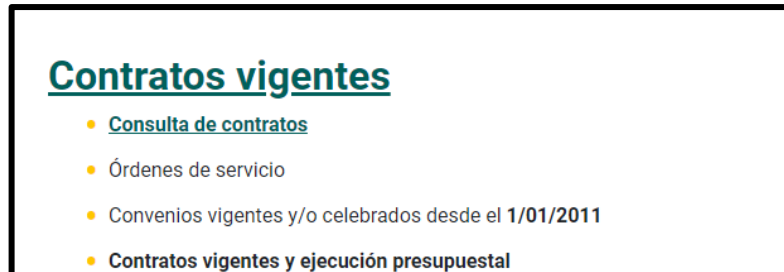 Contratos vigentes
Consulta de contratos
Órdenes de servicio
Convenios vigentes y/o celebrados desde el 1/01/2011
Contratos vigentes y ejecución presupuestal